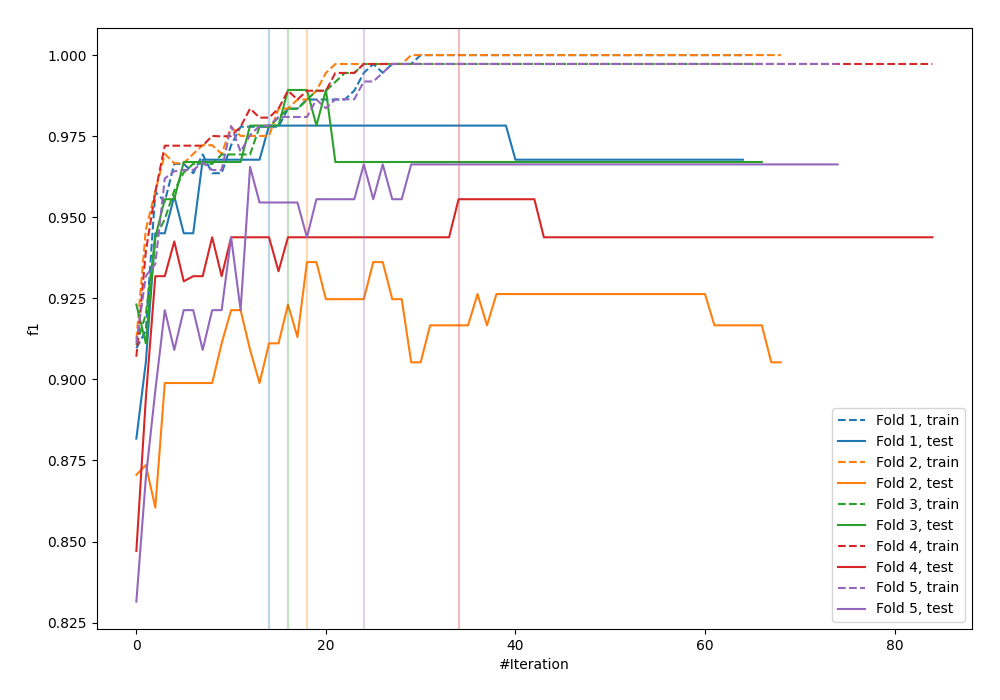 1.000
0.975
0.950
0.925
0.900
0.875
0.850
0.825
f1
0
20
40
60
80
#Iteration
Fold 1, train
Fold 1, test
Fold 2, train
Fold 2, test
Fold 3, train
Fold 3, test
Fold 4, train
Fold 4, test
Fold 5, train
Fold 5, test